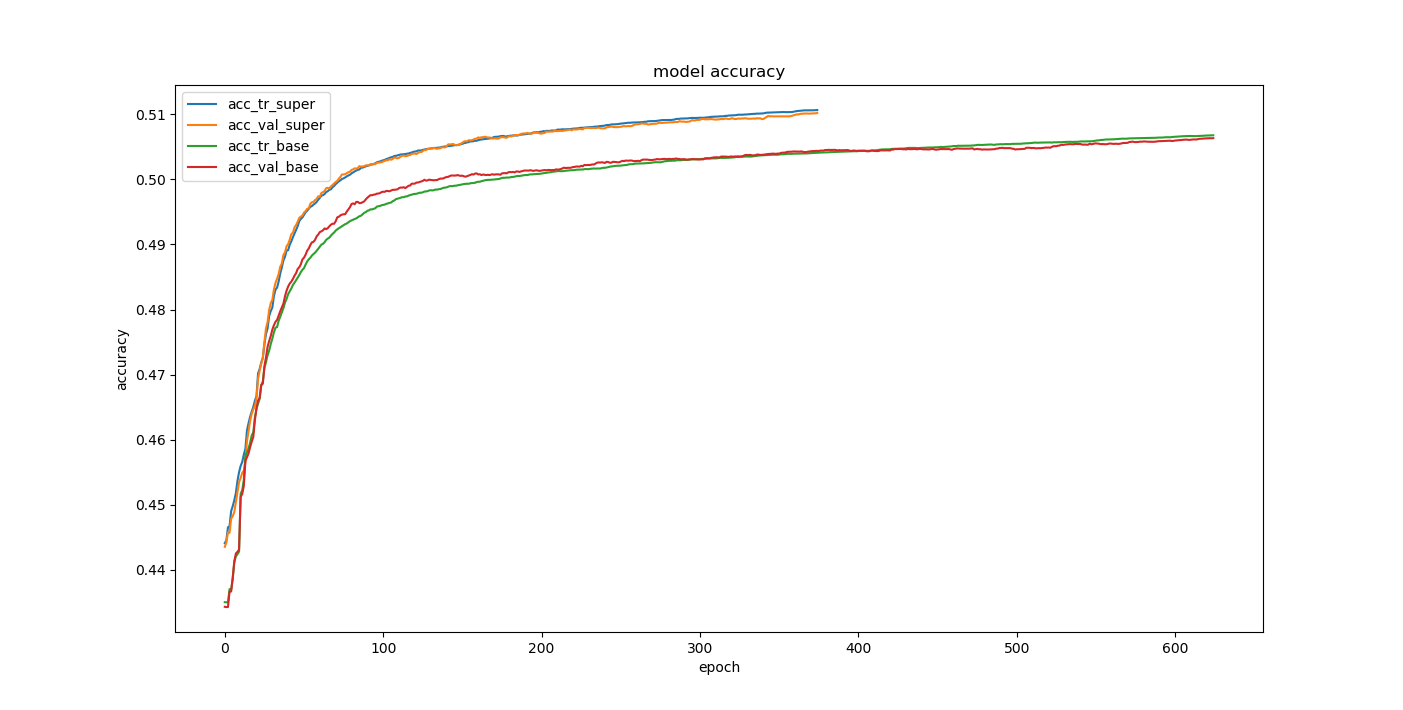 model accuracy
acc_tr_super
acc_val_super
acc_tr_base
acc_val_base
0.51
0.50
0.49
0.48
0.47
0.46
0.45
0.44
accuracy
0 100 200 300 400 500 600
epoch